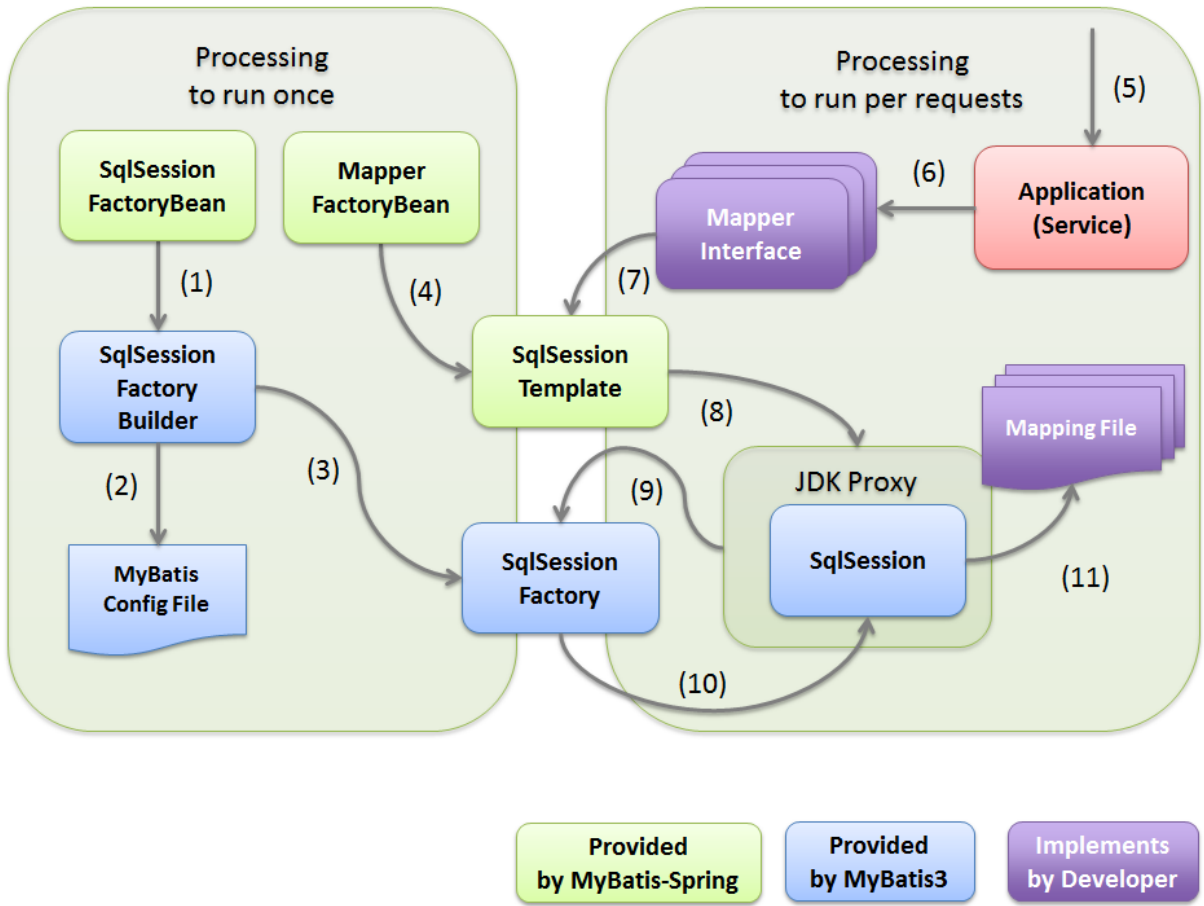 Processing
to run once
SqlSession
FactoryBean
Mapper
FactoryBean
(1)
(4)
SqlSession
Factory
Builder
(2)
(3)
MyBatis
Config File
Processing
to run per requests
(5)
(6)
Application
(Service)
Mapper
Interface
(7)
SqlSession
Template
(8)
Mapping File
JDK Proxy
(9)
SqlSession
SqlSession
Factory
(11)
(10)
Provided
by MyBatis-Spring
Provided
by MyBatis3
Implements
by Developer